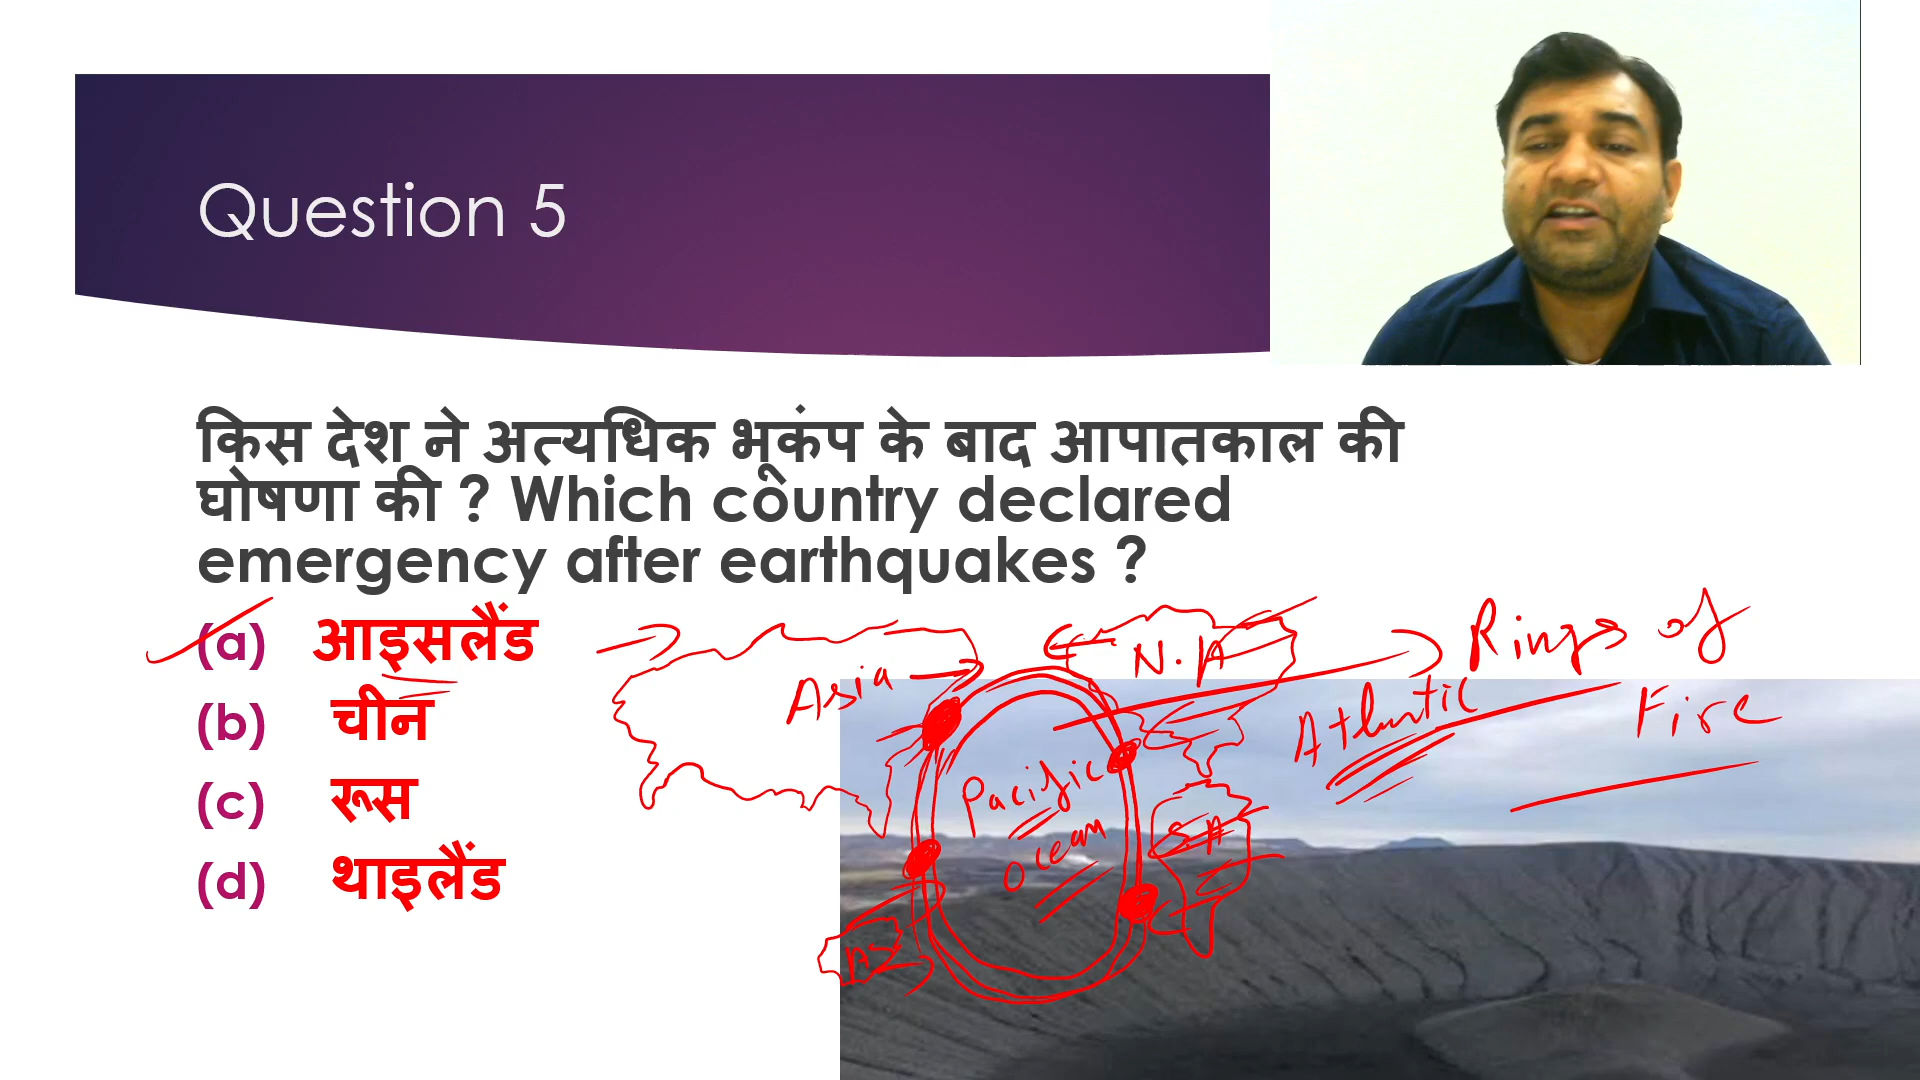 Question 5
किस देश ने अत्यधिक भूकंप के बाद आपातकाल की
घोषणा की ? Which country declared
emergency after earthquakes ?
(a) आइसलैंड
(b) चीन
(c) रूस
(d) थाइलैंड
Asia
N.A
Rings of
Fire
Atlantic
Pacific
Ocean
S.A